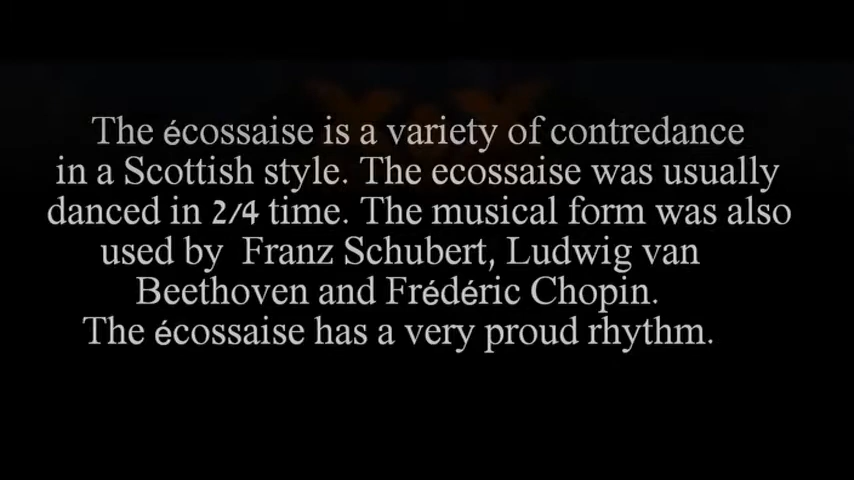 The écossaise is a variety of contredance
in a Scottish style. The ecossaise was usually
danced in 2/4 time. The musical form was also
used by  Franz Schubert, Ludwig van
Beethoven and Frédéric Chopin.
The écossaise has a very proud rhythm.